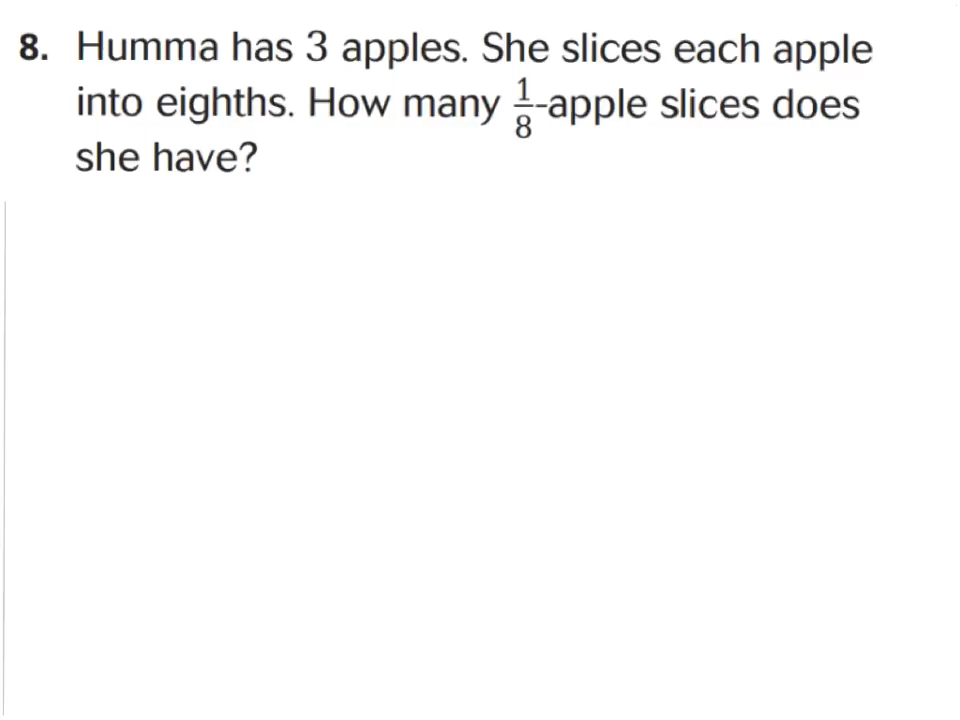 8. Humma has 3 apples. She slices each apple
into eighths. How many 1/8-apple slices does
she have?